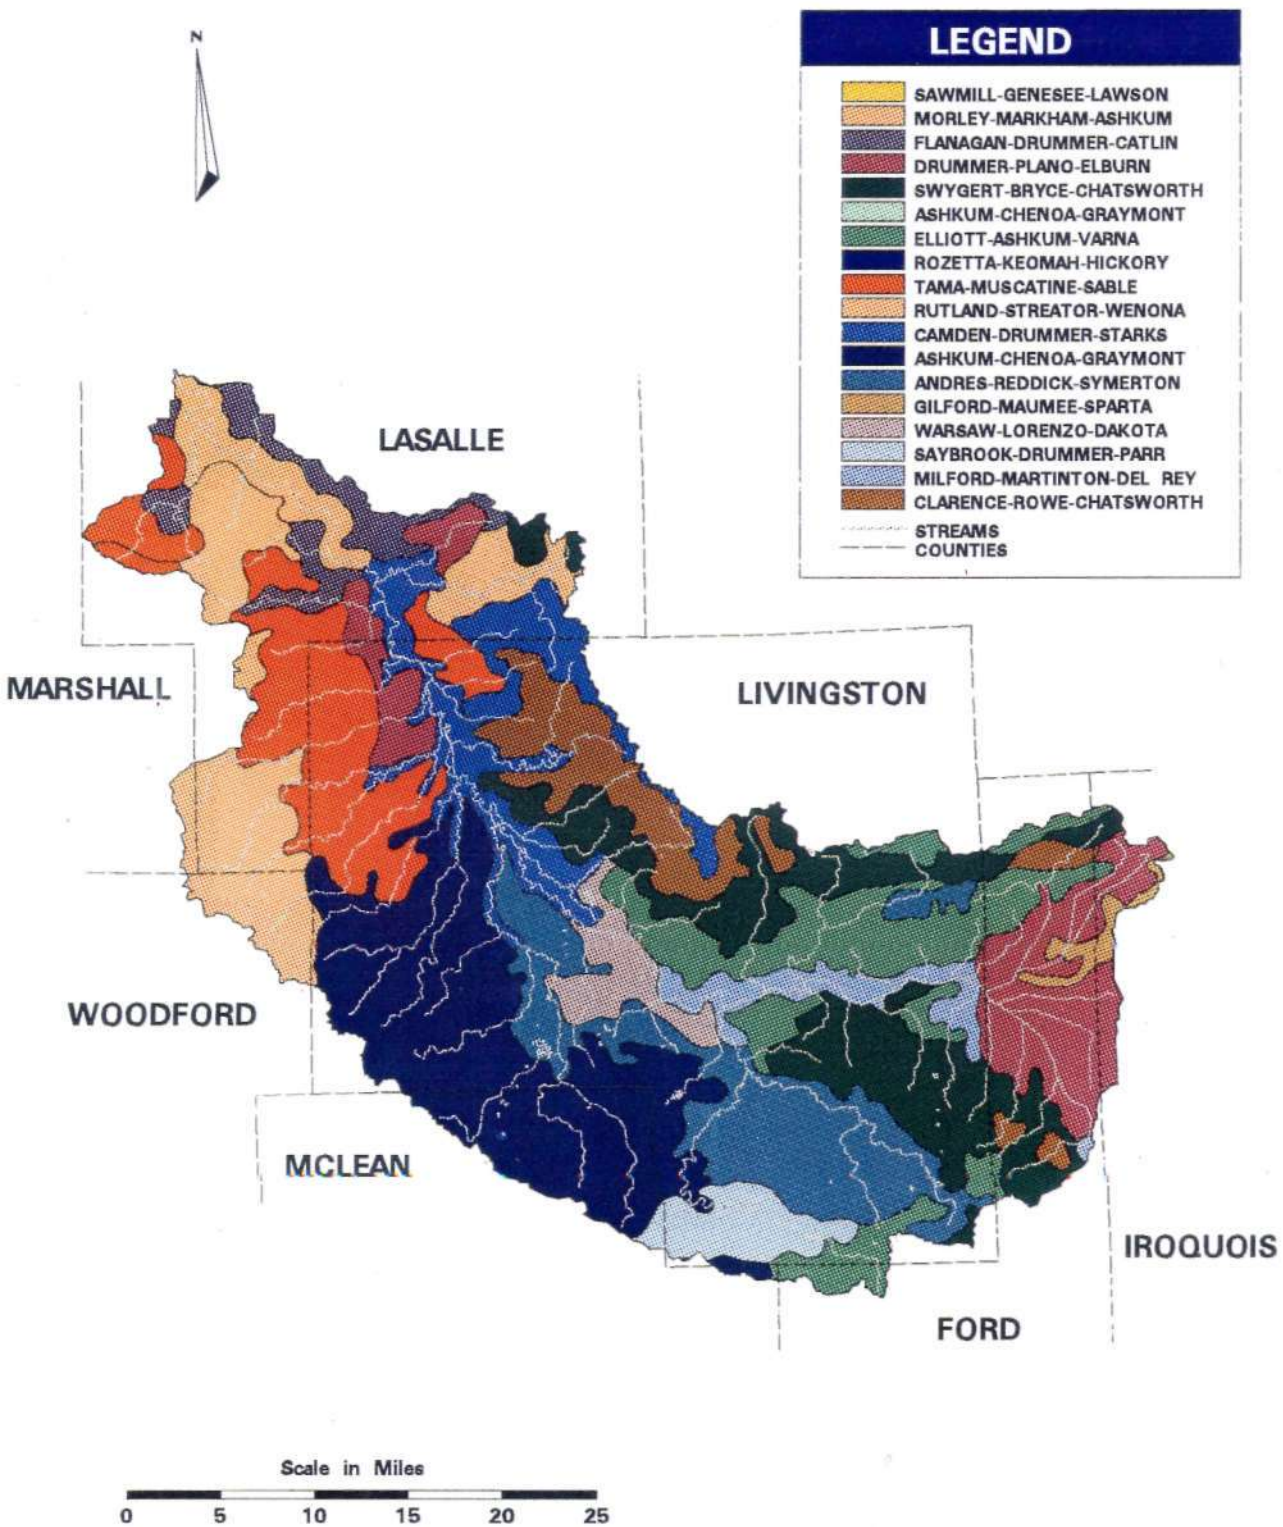 N
LEGEND
SAWMILL-GENESEE-LAWSON
MORLEY-MARKHAM-ASHKUM
FLANAGAN-DRUMMER-CATLIN
DRUMMER-PLANO-ELBURN
SWYGERT-BRYCE-CHATSWORTH
ASHKUM-CHENOA-GRAYMONT
ELLIOTT-ASHKUM-VARNA
ROZETTA-KEOMAH-HICKORY
TAMA-MUSCATINE-SABLE
RUTLAND-STREATOR-WENONA
CAMDEN-DRUMMER-STARKS
ASHKUM-CHENOA-GRAYMONT
ANDRES-REDDICK-SYMERTON
GILFORD-MAUMEE-SPARTA
WARSAW-LORENZO-DAKOTA
SAYBROOK-DRUMMER-PARR
MILFORD-MARTINTON-DEL REY
CLARENCE-ROWE-CHATSWORTH
STREAMS
COUNTIES
LASALLE
MARSHALL
LIVINGSTON
WOODFORD
MCLEAN
IROQUOIS
FORD
Scale in Miles
0 5 10 15 20 25